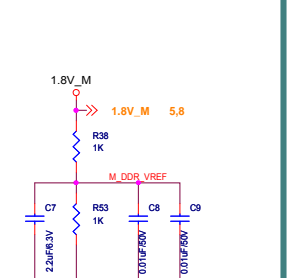 1.8V_M
1.8V_M 5,8
R38
1K
M_DDR_VREF
C7
2.2uF/6.3V
R53
1K
C8
0.01uF/50V
C9
0.01uF/50V